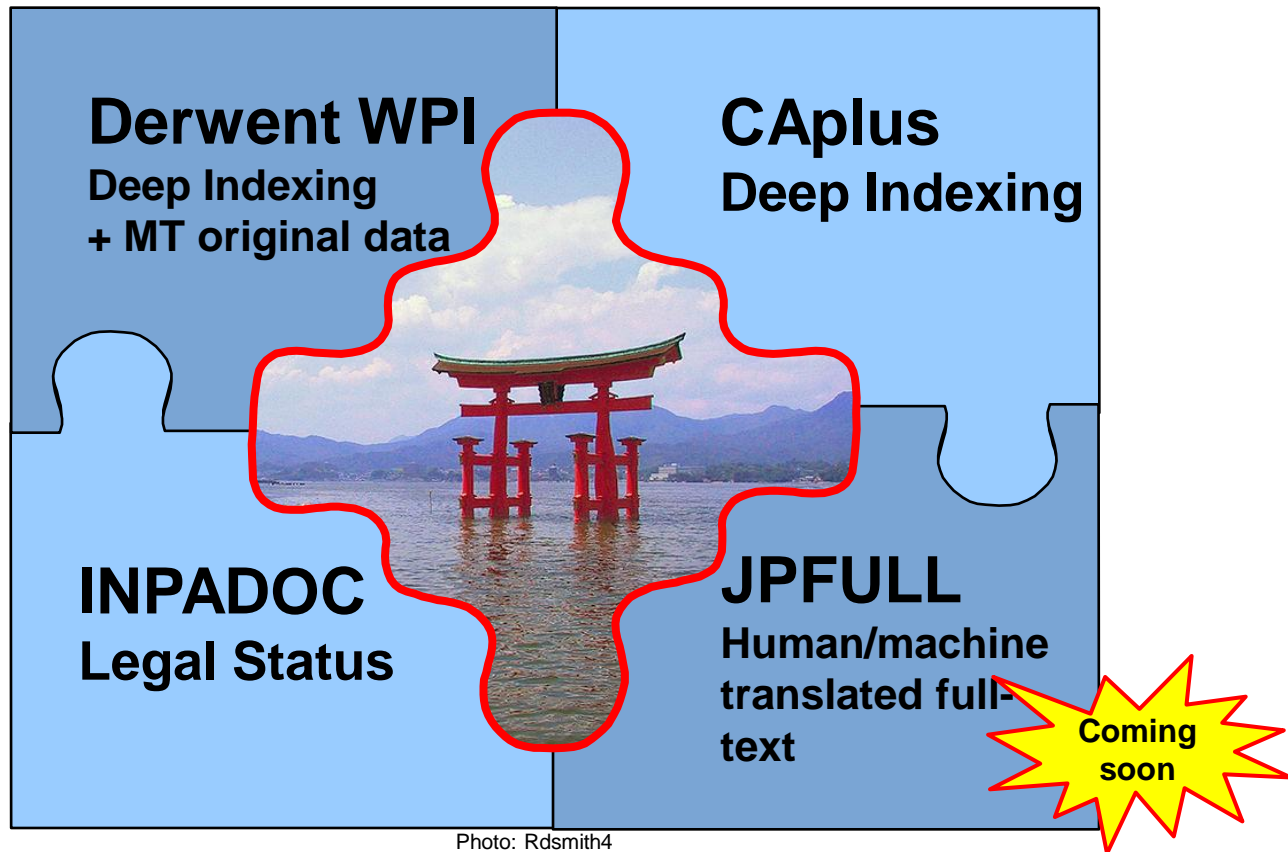 Derwent WPI
Deep Indexing
+ MT original data
CAplus
Deep Indexing
INPADOC
Legal Status
JPFULL
Human/machine
translated full-
text
Coming
soon
Photo: Rdsmith4